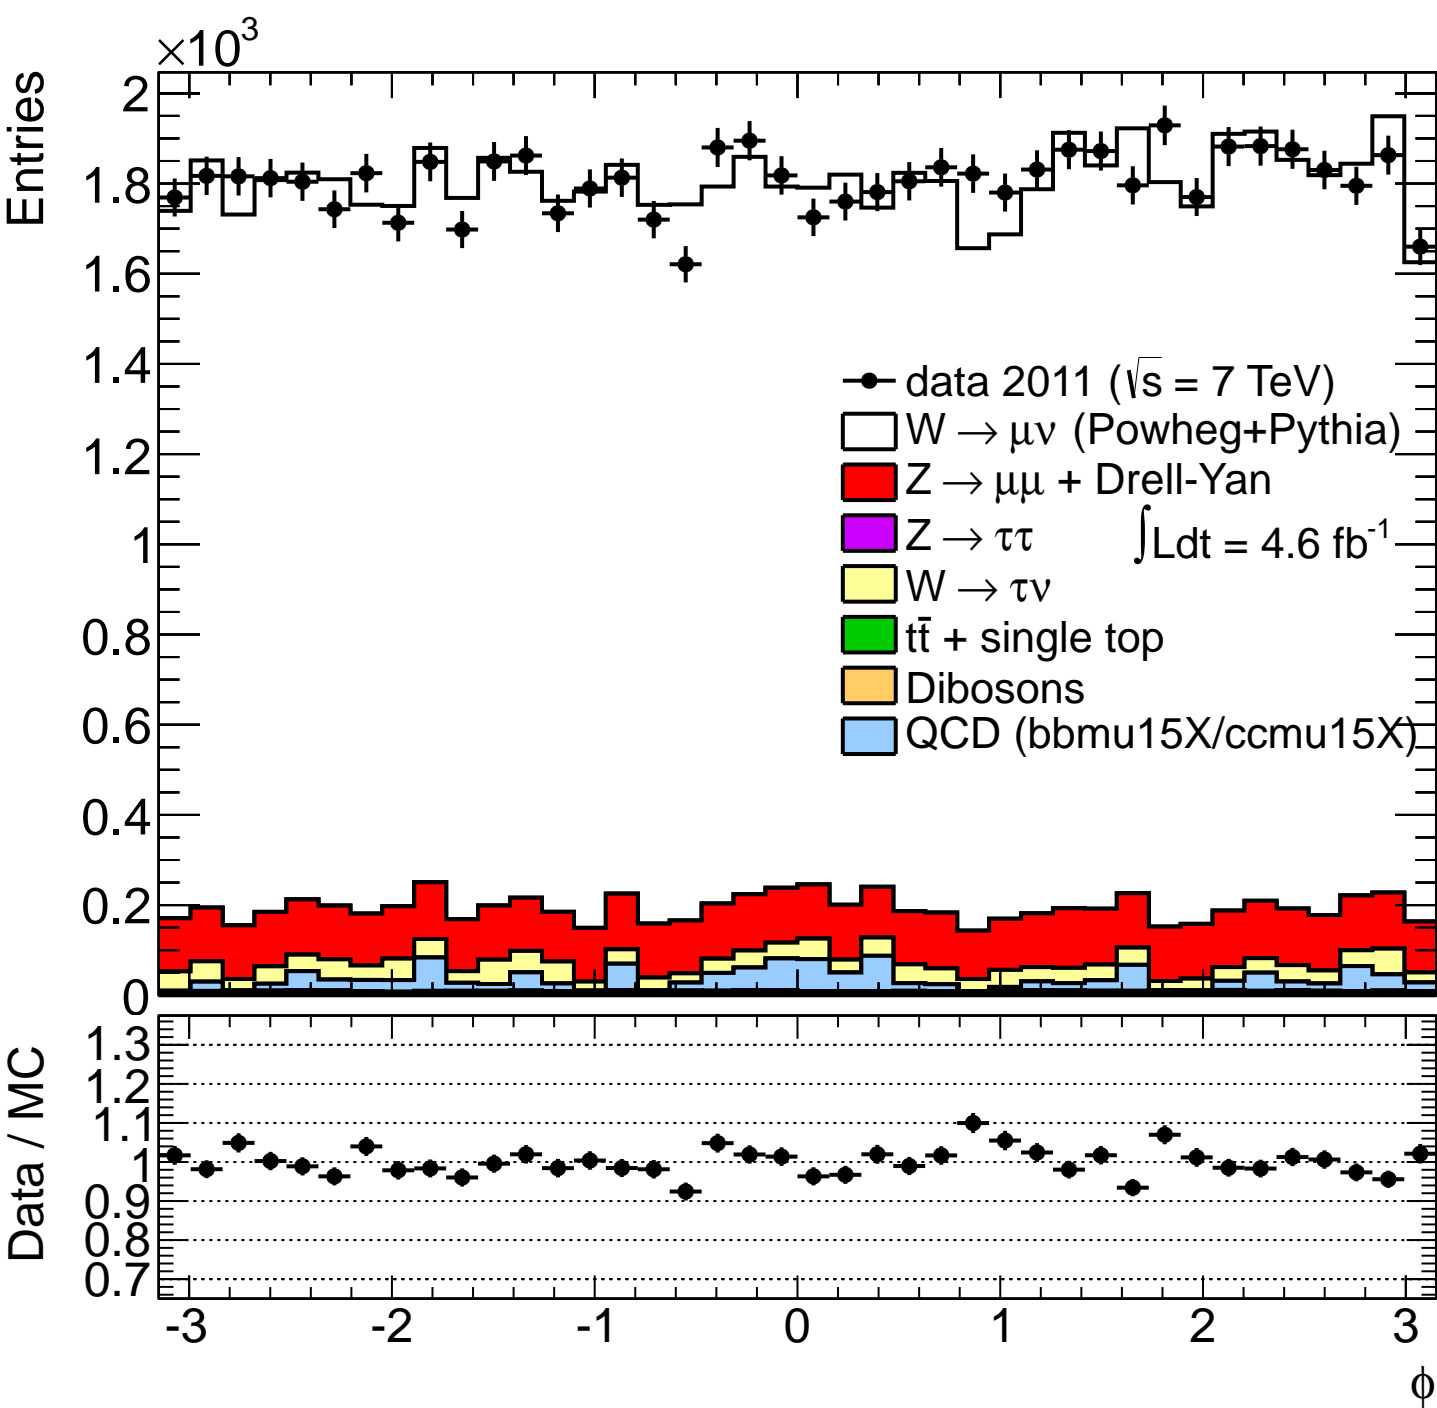 ×10³
Entries
2
1.8
1.6
1.4
1.2
1
0.8
0.6
0.4
0.2
0
data 2011 (√s = 7 TeV)
W → μν (Powheg+Pythia)
Z → μμ + Drell-Yan
Z → ττ
∫Ldt = 4.6 fb⁻¹
W → τν
tt̄ + single top
Dibosons
QCD (bbmu15X/ccmu15X)
Data / MC
1.3
1.2
1.1
1
0.9
0.8
0.7
-3 -2 -1 0 1 2 3
ϕ